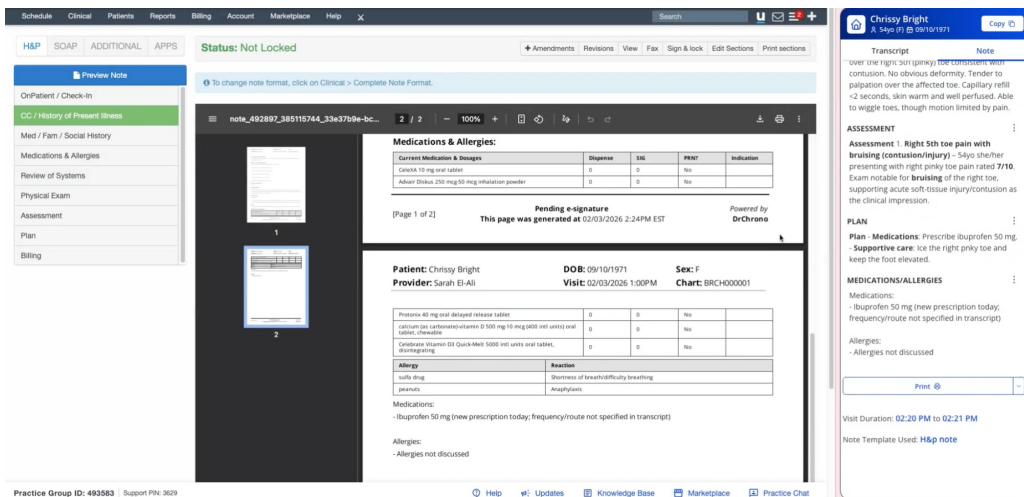 Schedule Clinical Patients Reports Billing Account Marketplace Help Search
H&P SOAP ADDITIONAL APPS
Status: Not Locked
+ Amendments Revisions View Fax Sign & lock Edit Sections Print sections
Preview Note
OnPatient / Check-In
CC / History of Present Illness
Med / Fam / Social History
Medications & Allergies
Review of Systems
Physical Exam
Assessment
Plan
Billing
To change note format, click on Clinical > Complete Note Format.
note_492897_385115744_33e37b9e-bc... 2 / 2 — 100% +
1
2
Medications & Allergies:
Current Medication & Dosages Dispense SIG PRN? Indication
CeleXA 10 mg oral tablet 0 0 No
Advair Diskus 250 mcg-50 mcg inhalation powder 0 0 No
[Page 1 of 2]
Pending e-signature
This page was generated at 02/03/2026 2:24PM EST
Powered by
DrChrono
Patient: Chrissy Bright DOB: 09/10/1971 Sex: F
Provider: Sarah El-Ali Visit: 02/03/2026 1:00PM Chart: BRCH000001
Protonix 40 mg oral delayed release tablet 0 0 No
calcium (as carbonate)-vitamin D 500 mg-10 mcg (400 intl units) oral
tablet, chewable 0 0 No
Celebrate Vitamin D3 Quick-Melt 5000 intl units oral tablet,
disintegrating 0 0 No
Allergy Reaction
sulfa drug Shortness of breath/difficulty breathing
peanuts Anaphylaxis
Medications:
- Ibuprofen 50 mg (new prescription today; frequency/route not specified in transcript)
Allergies:
- Allergies not discussed
Practice Group ID: 493583 Support PIN: 3629
Help Updates Knowledge Base Marketplace Practice Chat
Chrissy Bright
54yo (F) 09/10/1971
Copy
Transcript Note
over the right 5th (pinky) toe consistent with
contusion. No obvious deformity. Tender to
palpation over the affected toe. Capillary refill
<2 seconds, skin warm and well perfused. Able
to wiggle toes, though motion limited by pain.
ASSESSMENT
Assessment 1. Right 5th toe pain with
bruising (contusion/injury) – 54yo she/her
presenting with right pinky toe pain rated 7/10.
Exam notable for bruising of the right toe,
supporting acute soft-tissue injury/contusion as
the clinical impression.
PLAN
Plan - Medications: Prescribe ibuprofen 50 mg.
- Supportive care: Ice the right pnky toe and
keep the foot elevated.
MEDICATIONS/ALLERGIES
Medications:
- Ibuprofen 50 mg (new prescription today;
frequency/route not specified in transcript)
Allergies:
- Allergies not discussed
Print
Visit Duration: 02:20 PM to 02:21 PM
Note Template Used: H&p note